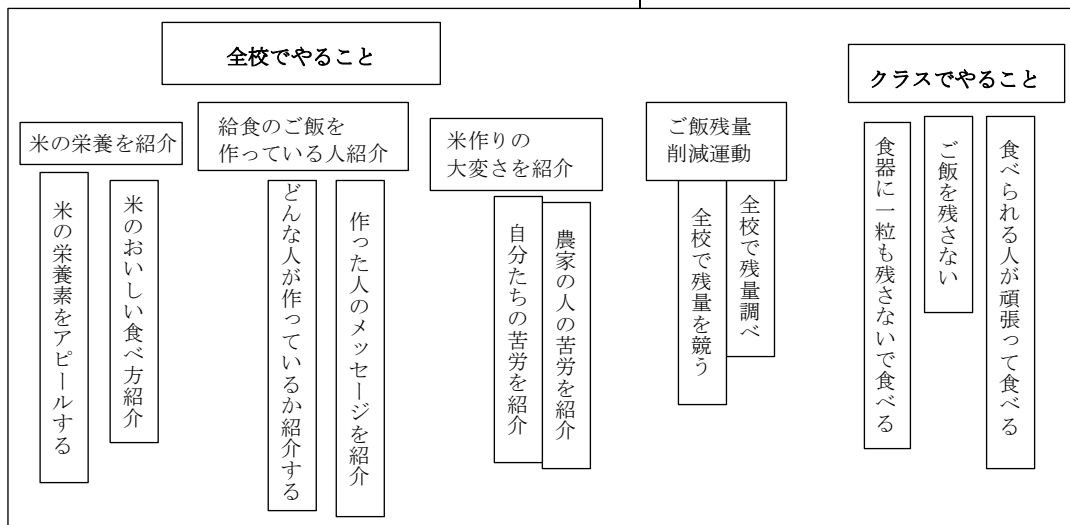 全校でやること
米の栄養を紹介
米のおいしい食べ方紹介
米の栄養素をアピールする
給食のご飯を
作っている人紹介
作った人のメッセージを紹介
どんな人が作っているか紹介する
米作りの
大変さを紹介
農家の人の苦労を紹介
自分たちの苦労を紹介
ご飯残量
削減運動
全校で残量調べ
全校で残量を競う
クラスでやること
食べられる人が頑張って食べる
ご飯を残さない
食器に一粒も残さないで食べる